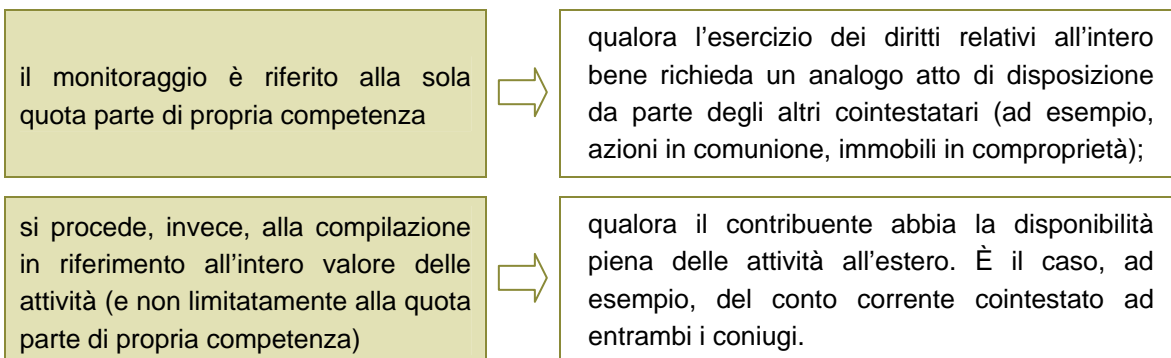 il monitoraggio è riferito alla sola
quota parte di propria competenza
qualora l'esercizio dei diritti relativi all'intero
bene richieda un analogo atto di disposizione
da parte degli altri cointestatari (ad esempio,
azioni in comunione, immobili in comproprietà);
si procede, invece, alla compilazione
in riferimento all'intero valore delle
attività (e non limitatamente alla quota
parte di propria competenza)
qualora il contribuente abbia la disponibilità
piena delle attività all'estero. È il caso, ad
esempio, del conto corrente cointestato ad
entrambi i coniugi.